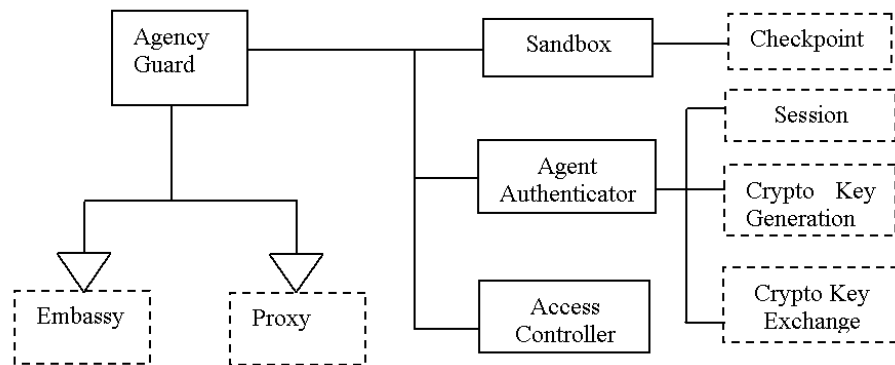 Agency
Guard
Sandbox
Checkpoint
Session
Agent
Authenticator
Crypto Key
Generation
Embassy
Proxy
Access
Controller
Crypto Key
Exchange